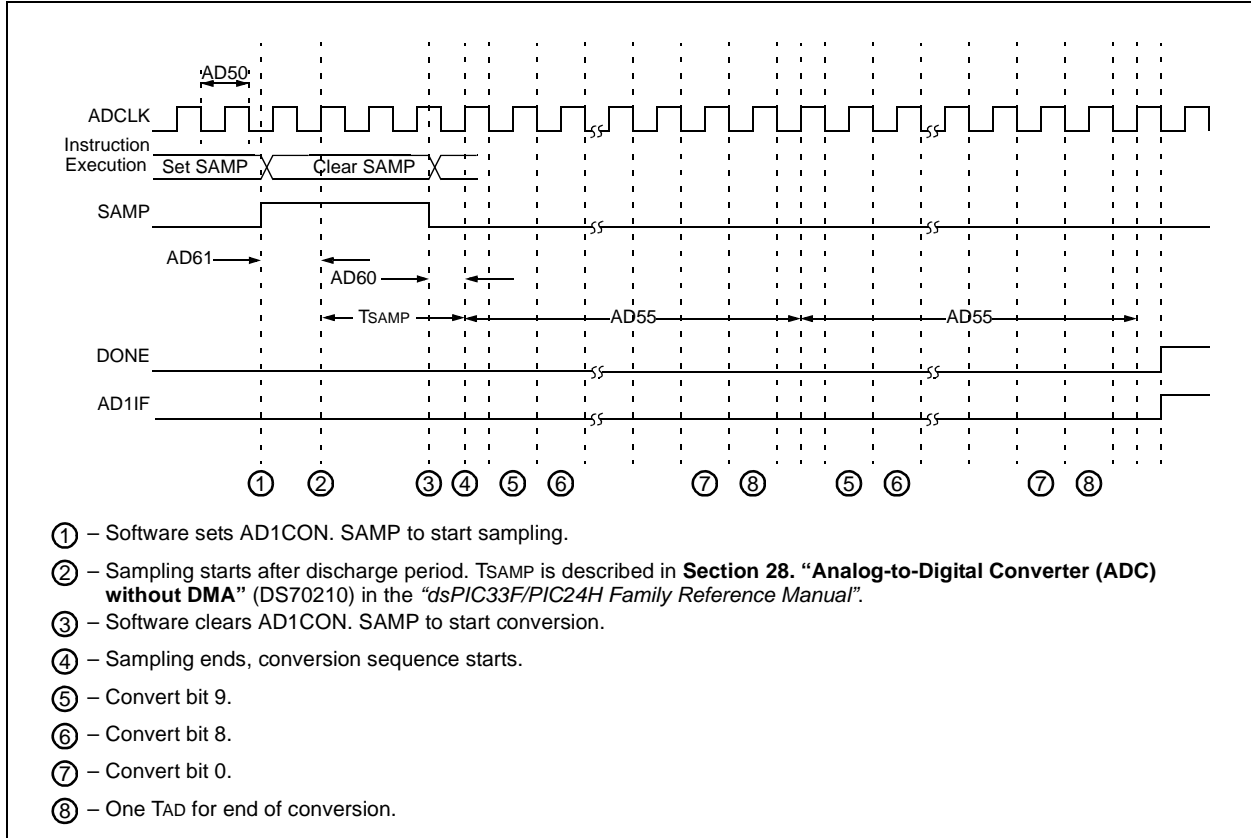 AD50
ADCLK
Instruction
Execution
Set SAMP
Clear SAMP
SAMP
AD61
AD60
TSAMP
AD55
AD55
DONE
AD1IF
1 2 3 4 5 6 7 8 5 6 7 8
1 – Software sets AD1CON. SAMP to start sampling.
2 – Sampling starts after discharge period. TSAMP is described in Section 28. “Analog-to-Digital Converter (ADC)
without DMA” (DS70210) in the “dsPIC33F/PIC24H Family Reference Manual”.
3 – Software clears AD1CON. SAMP to start conversion.
4 – Sampling ends, conversion sequence starts.
5 – Convert bit 9.
6 – Convert bit 8.
7 – Convert bit 0.
8 – One TAD for end of conversion.